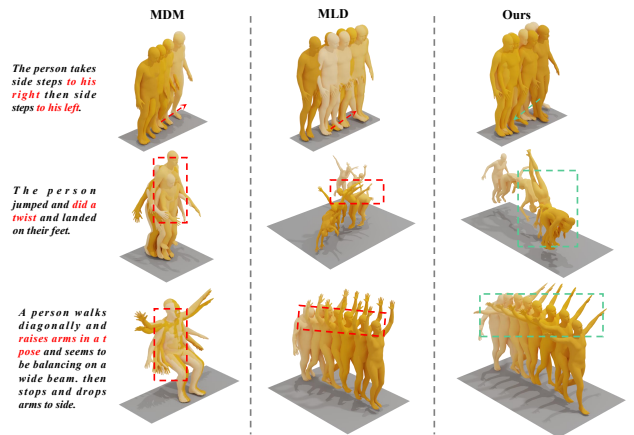 MDM MLD Ours
The person takes
side steps to his
right then side
steps to his left.
The person
jumped and did a
twist and landed
on their feet.
A person walks
diagonally and
raises arms in a t
pose and seems to
be balancing on a
wide beam. then
stops and drops
arms to side.